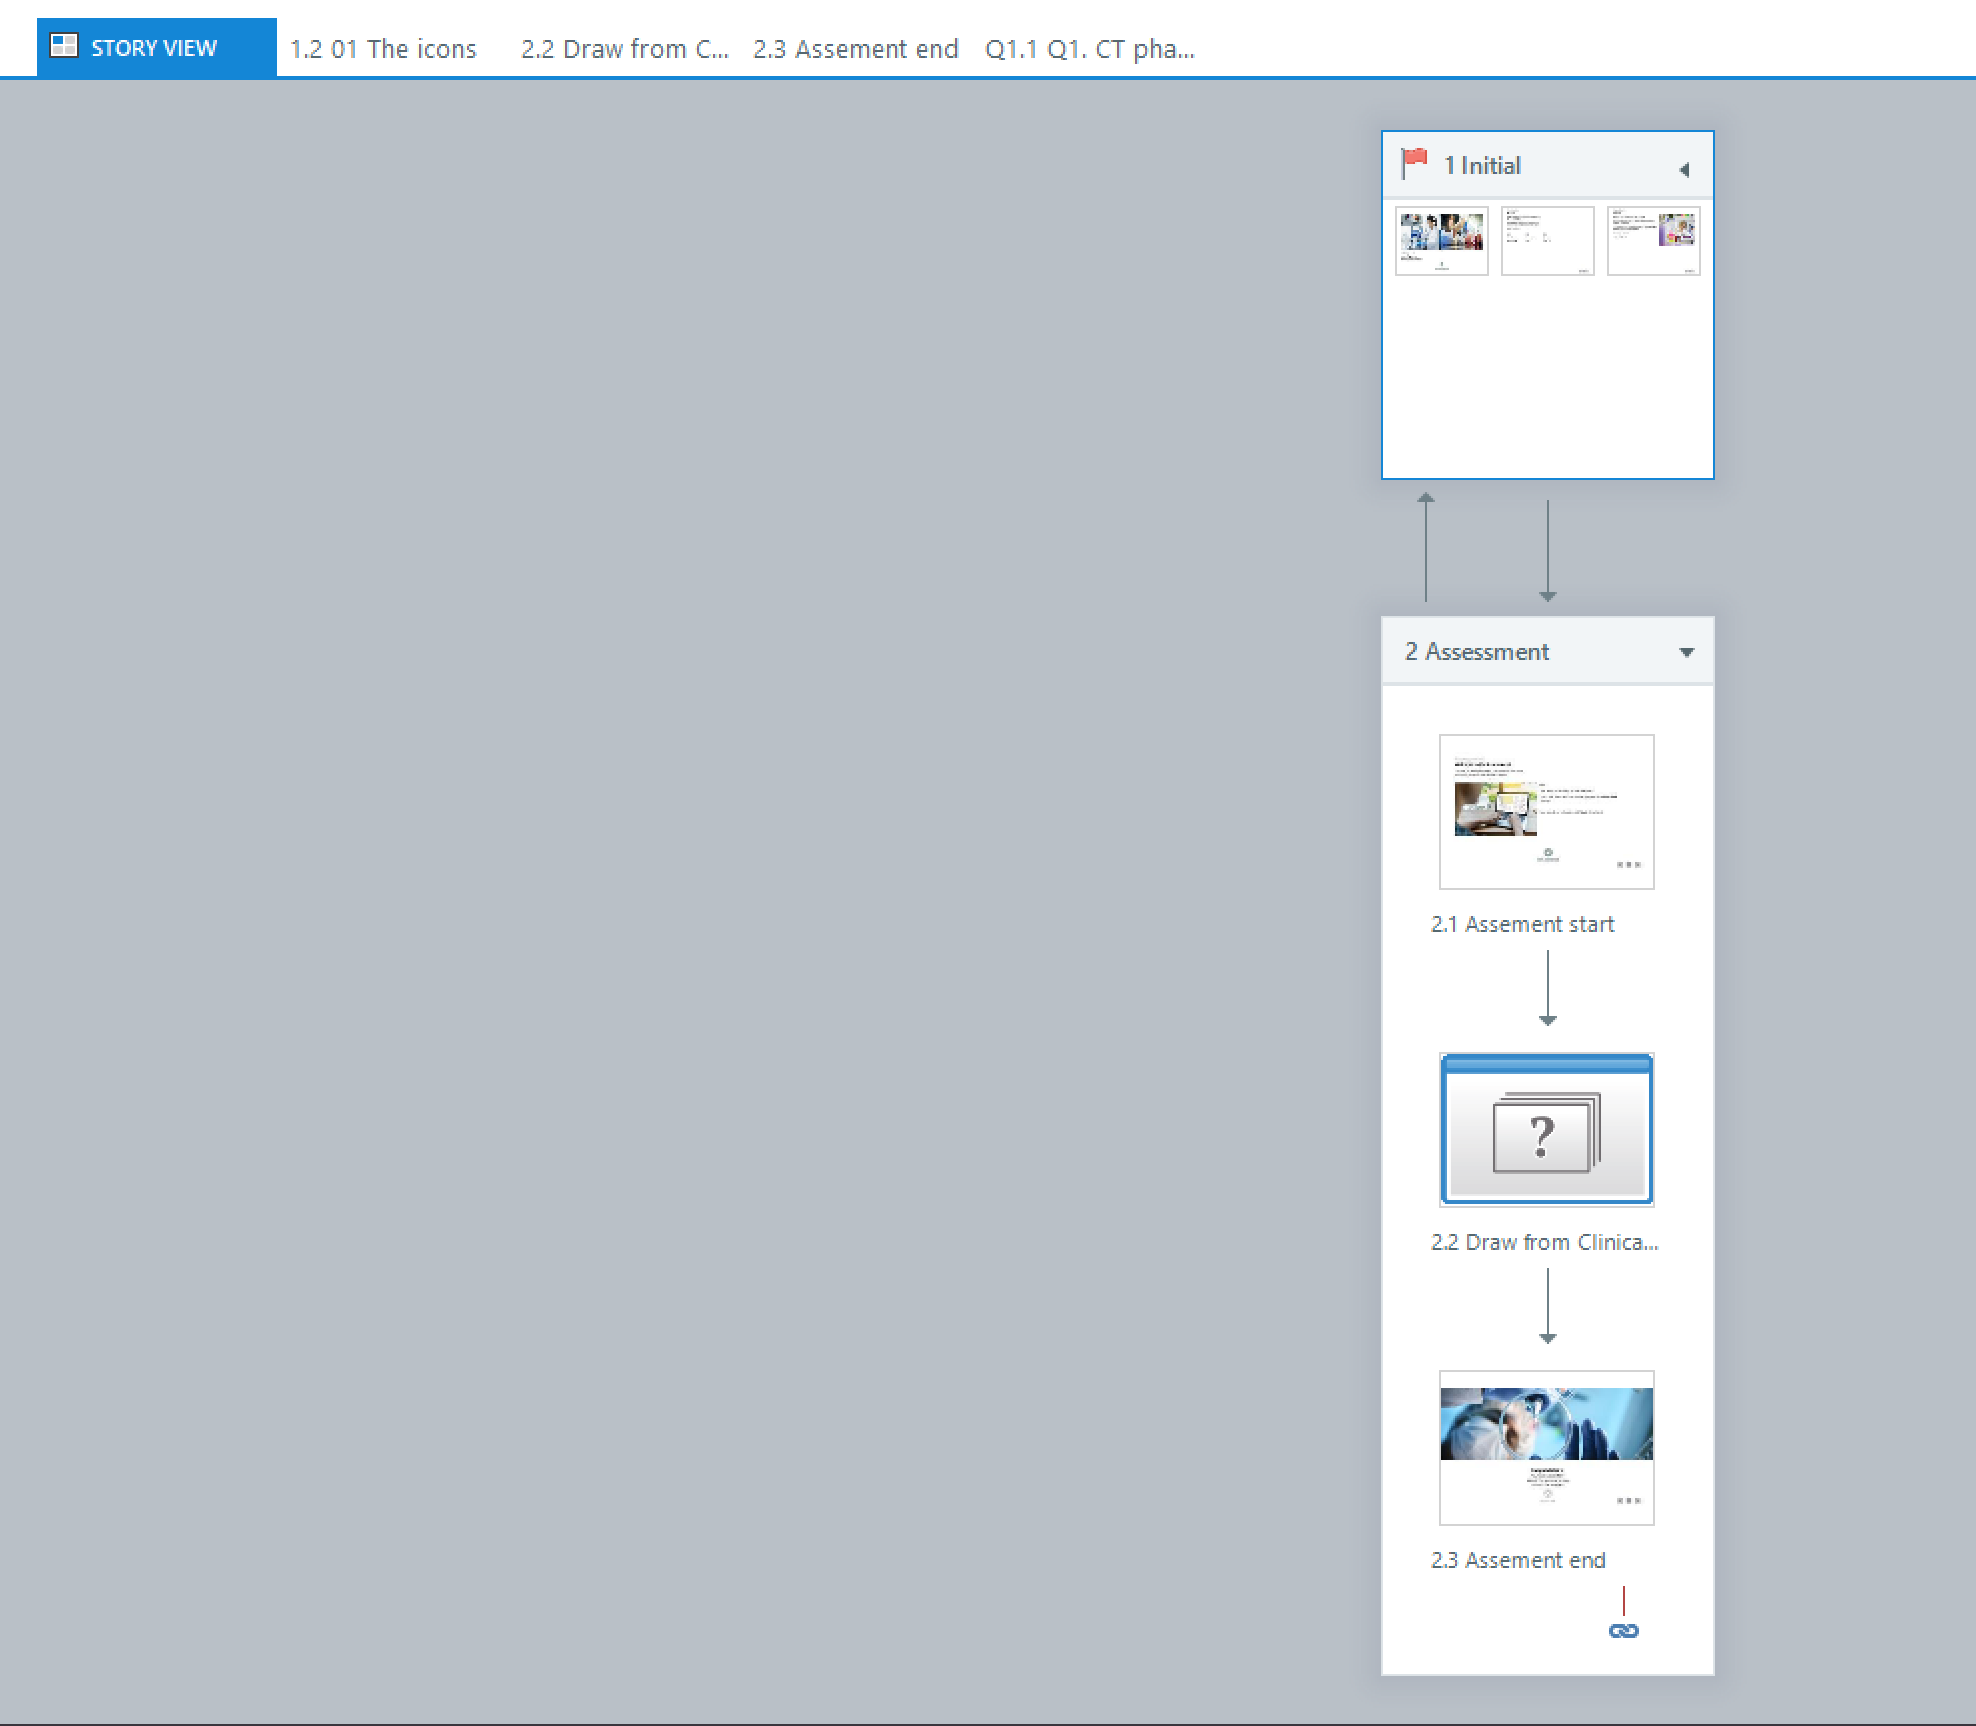 STORY VIEW
1.2 01 The icons
2.2 Draw from C...
2.3 Assement end
Q1.1 Q1. CT pha...
1 Initial
2 Assessment
2.1 Assement start
?
2.2 Draw from Clinica...
2.3 Assement end